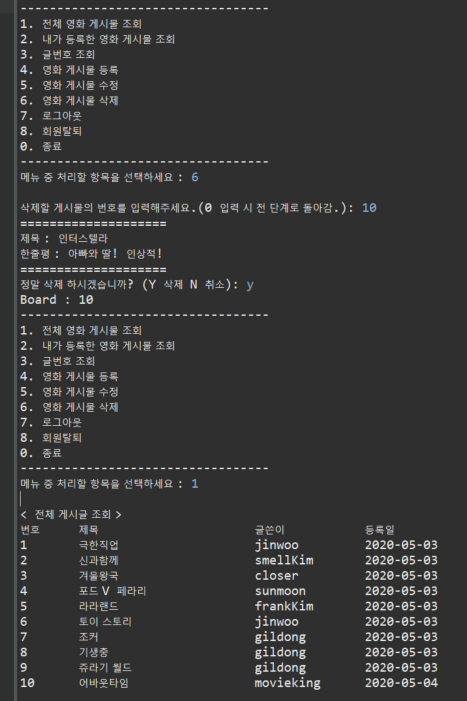 ----------------------------------
1. 전체 영화 게시물 조회
2. 내가 등록한 영화 게시물 조회
3. 글번호 조회
4. 영화 게시물 등록
5. 영화 게시물 수정
6. 영화 게시물 삭제
7. 로그아웃
8. 회원탈퇴
0. 종료
----------------------------------
메뉴 중 처리할 항목을 선택하세요 : 6
삭제할 게시물의 번호를 입력해주세요.(0 입력 시 전 단계로 돌아감.): 10
====================
제목 : 인터스텔라
한줄평 : 아빠와 딸! 인상적!
====================
정말 삭제 하시겠습니까? (Y 삭제 N 취소): y
Board : 10
----------------------------------
1. 전체 영화 게시물 조회
2. 내가 등록한 영화 게시물 조회
3. 글번호 조회
4. 영화 게시물 등록
5. 영화 게시물 수정
6. 영화 게시물 삭제
7. 로그아웃
8. 회원탈퇴
0. 종료
----------------------------------
메뉴 중 처리할 항목을 선택하세요 : 1
< 전체 게시글 조회 >
번호 제목 글쓴이 등록일
1 극한직업 jinwoo 2020-05-03
2 신과함께 smellKim 2020-05-03
3 겨울왕국 closer 2020-05-03
4 포드 V 페라리 sunmoon 2020-05-03
5 라라랜드 frankKim 2020-05-03
6 토이 스토리 jinwoo 2020-05-03
7 조커 gildong 2020-05-03
8 기생충 gildong 2020-05-03
9 쥬라기 월드 gildong 2020-05-03
10 어바웃타임 movieking 2020-05-04